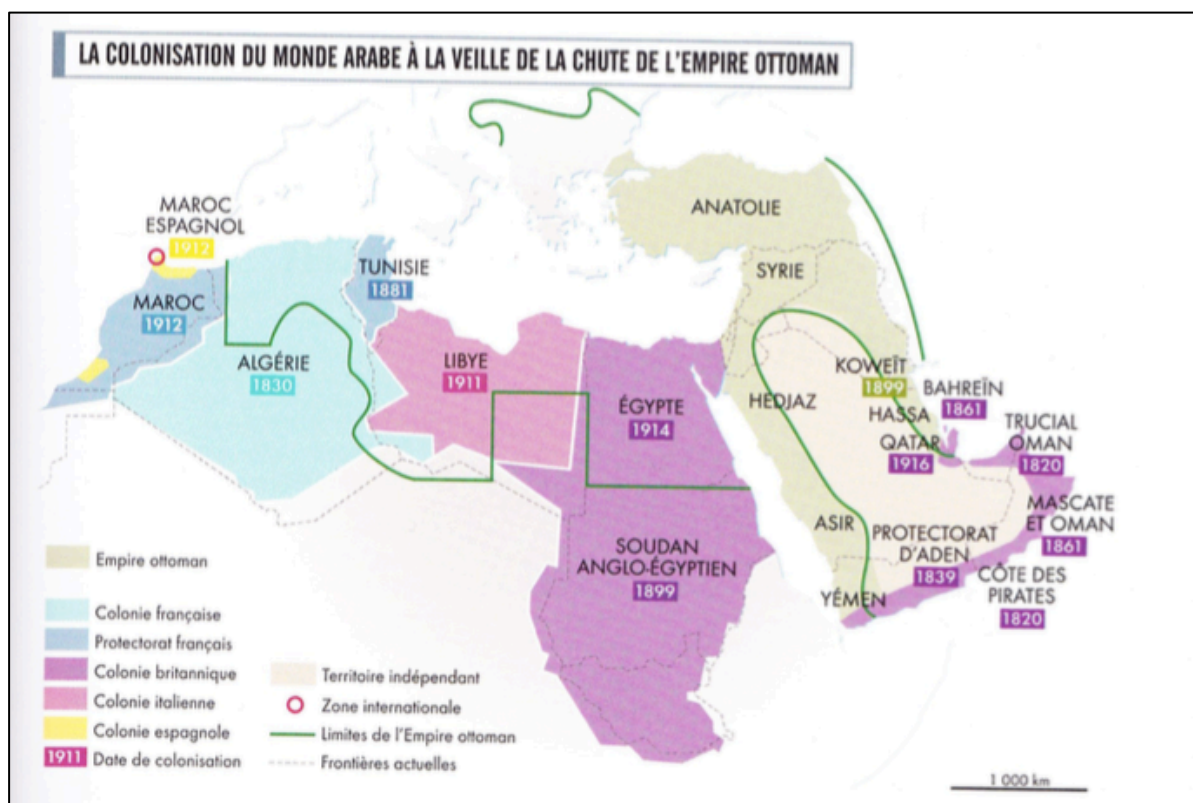 LA COLONISATION DU MONDE ARABE À LA VEILLE DE LA CHUTE DE L'EMPIRE OTTOMAN
MAROC
ESPAGNOL
1912
MAROC
1912
ALGÉRIE
1830
TUNISIE
1881
LIBYE
1911
ÉGYPTE
1914
SOUDAN
ANGLO-ÉGYPTIEN
1899
ANATOLIE
SYRIE
HEDJAZ
KOWEÏT
1899
HASSA
BAHREÏN
1861
QATAR
1916
TRUCIAL
OMAN
1820
MASCATE
ET OMAN
1861
ASIR
PROTECTORAT
D'ADEN
1839
CÔTE DES
PIRATES
1820
YÉMEN
Empire ottoman
Colonie française
Protectorat français
Colonie britannique
Colonie italienne
Colonie espagnole
1911 Date de colonisation
Territoire indépendant
Zone internationale
Limites de l'Empire ottoman
Frontières actuelles
1 000 km